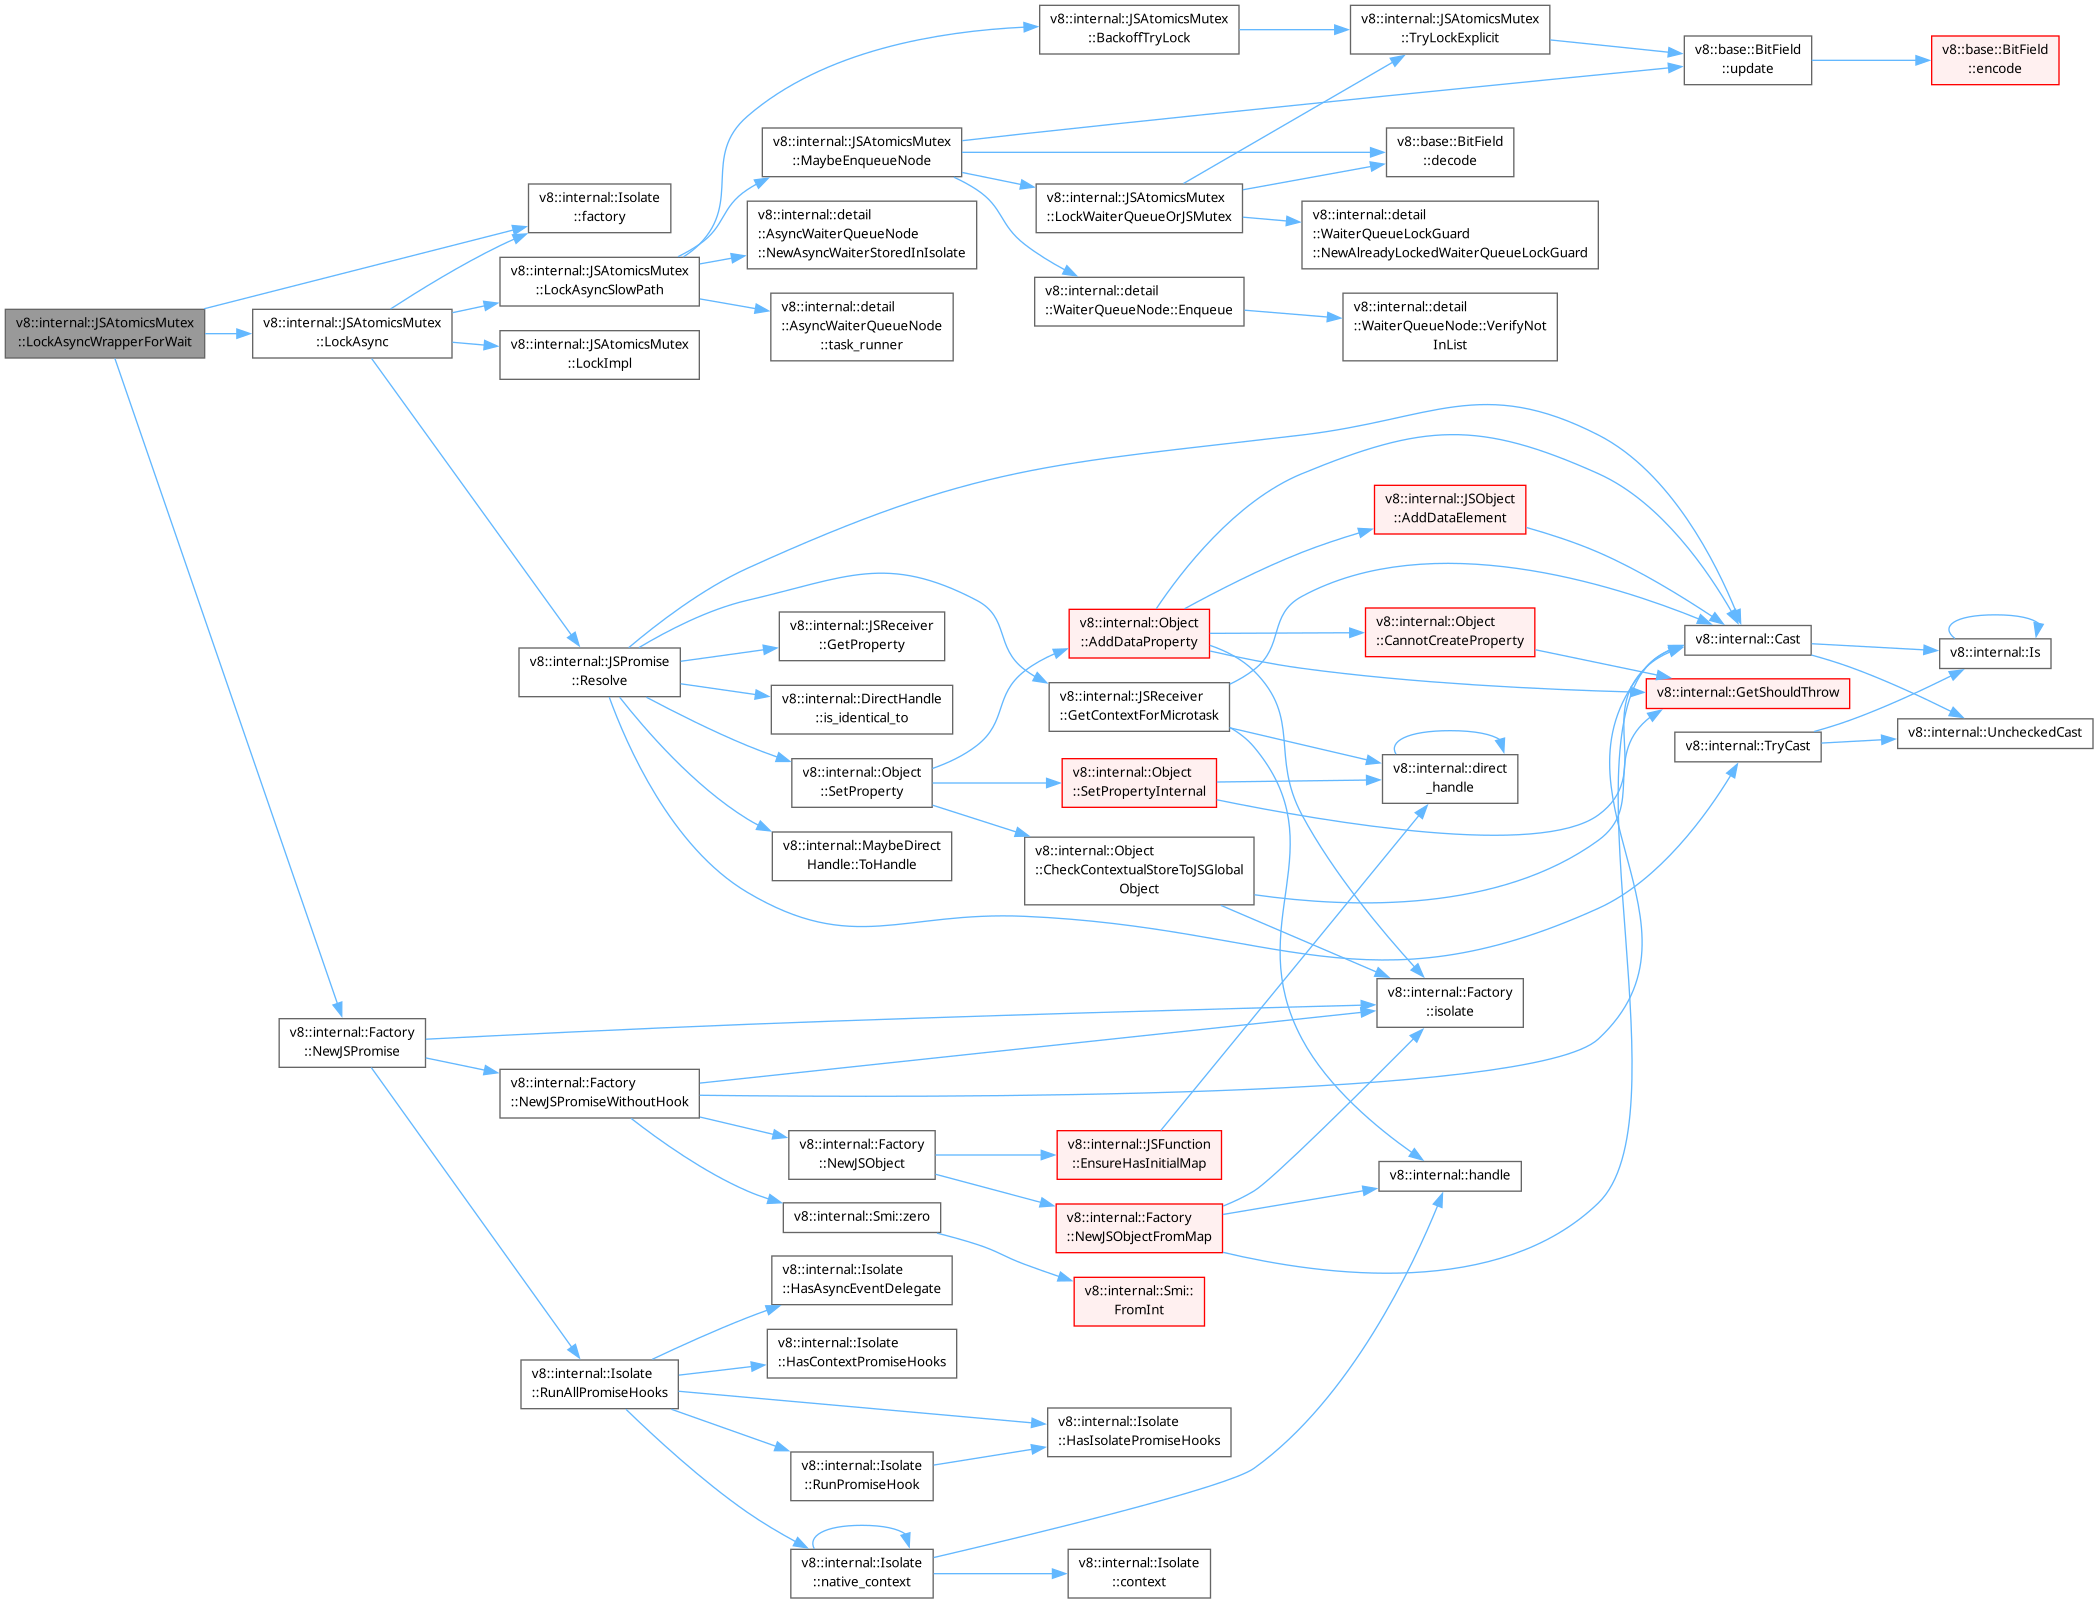 v8::internal::JSAtomicsMutex
::LockAsyncWrapperForWait
v8::internal::Isolate
::factory
v8::internal::JSAtomicsMutex
::LockAsync
v8::internal::JSAtomicsMutex
::LockAsyncSlowPath
v8::internal::JSAtomicsMutex
::LockImpl
v8::internal::JSAtomicsMutex
::BackoffTryLock
v8::internal::JSAtomicsMutex
::TryLockExplicit
v8::base::BitField
::update
v8::base::BitField
::encode
v8::internal::JSAtomicsMutex
::MaybeEnqueueNode
v8::base::BitField
::decode
v8::internal::JSAtomicsMutex
::LockWaiterQueueOrJSMutex
v8::internal::detail
::AsyncWaiterQueueNode
::NewAsyncWaiterStoredInIsolate
v8::internal::detail
::WaiterQueueLockGuard
::NewAlreadyLockedWaiterQueueLockGuard
v8::internal::detail
::AsyncWaiterQueueNode
::task_runner
v8::internal::detail
::WaiterQueueNode::Enqueue
v8::internal::detail
::WaiterQueueNode::VerifyNot
InList
v8::internal::JSPromise
::Resolve
v8::internal::JSReceiver
::GetProperty
v8::internal::DirectHandle
::is_identical_to
v8::internal::Object
::SetProperty
v8::internal::MaybeDirect
Handle::ToHandle
v8::internal::Object
::AddDataProperty
v8::internal::JSReceiver
::GetContextForMicrotask
v8::internal::Object
::SetPropertyInternal
v8::internal::Object
::CheckContextualStoreToJSGlobal
Object
v8::internal::JSObject
::AddDataElement
v8::internal::Object
::CannotCreateProperty
v8::internal::direct
_handle
v8::internal::Cast
v8::internal::GetShouldThrow
v8::internal::TryCast
v8::internal::Is
v8::internal::UncheckedCast
v8::internal::Factory
::isolate
v8::internal::Factory
::NewJSPromise
v8::internal::Factory
::NewJSPromiseWithoutHook
v8::internal::Factory
::NewJSObject
v8::internal::JSFunction
::EnsureHasInitialMap
v8::internal::handle
v8::internal::Smi::zero
v8::internal::Factory
::NewJSObjectFromMap
v8::internal::Smi::
FromInt
v8::internal::Isolate
::RunAllPromiseHooks
v8::internal::Isolate
::HasAsyncEventDelegate
v8::internal::Isolate
::HasContextPromiseHooks
v8::internal::Isolate
::HasIsolatePromiseHooks
v8::internal::Isolate
::RunPromiseHook
v8::internal::Isolate
::native_context
v8::internal::Isolate
::context